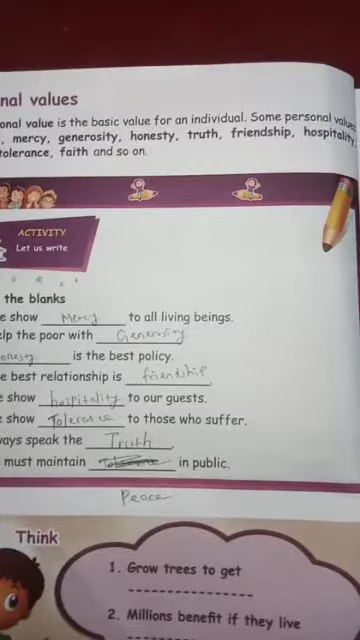 nal values
onal value is the basic value for an individual. Some personal values
, mercy, generosity, honesty, truth, friendship, hospitality,
tolerance, faith and so on.
ACTIVITY
Let us write
the blanks
e show Mercy to all living beings.
elp the poor with Generosity
onesty is the best policy.
e best relationship is friendship.
e show hospitality to our guests.
e show Tolerance to those who suffer.
ways speak the Truth.
must maintain in public.
Peace
Think
1. Grow trees to get
2. Millions benefit if they live